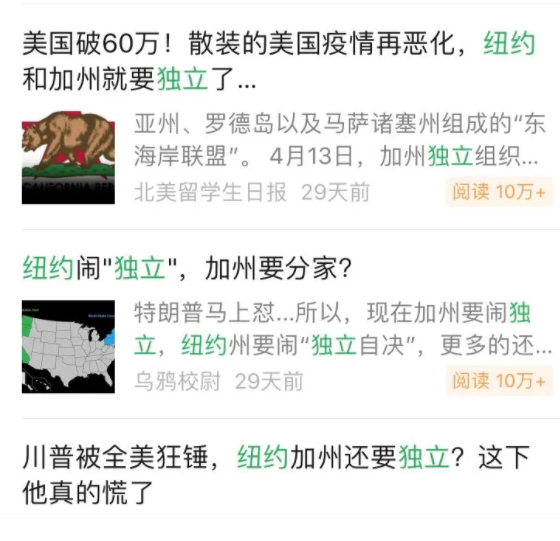 美国破60万！散装的美国疫情再恶化，纽约
和加州就要独立了...
亚州、罗德岛以及马萨诸塞州组成的“东
海岸联盟”。 4月13日，加州独立组织...
北美留学生日报 29天前 阅读 10万+
纽约闹"独立"，加州要分家？
特朗普马上怼...所以，现在加州要闹独
立，纽约州要闹“独立自决”，更多的还...
乌鸦校尉 29天前 阅读 10万+
川普被全美狂锤，纽约加州还要独立？这下
他真的慌了